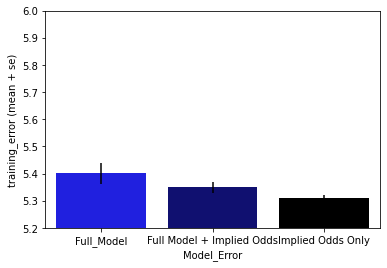 training_error (mean + se)
6.0
5.9
5.8
5.7
5.6
5.5
5.4
5.3
5.2
Full_Model
Full Model + Implied Odds
Implied Odds Only
Model_Error